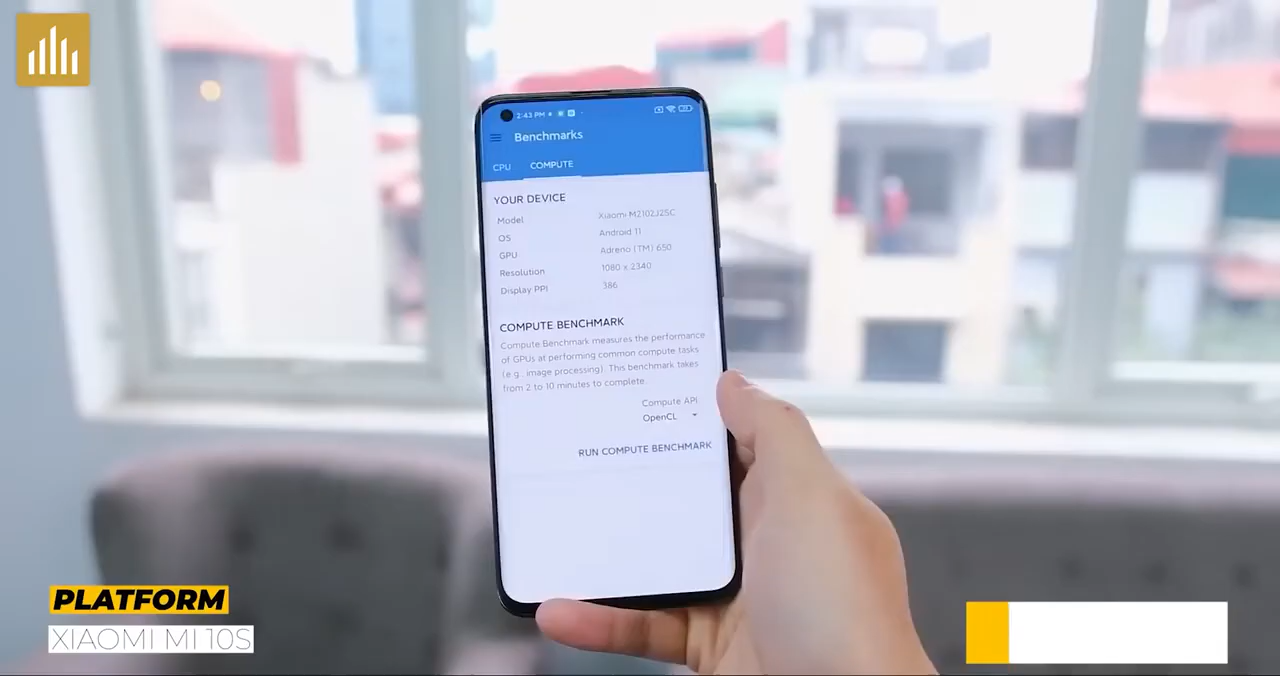 2:43 PM
Benchmarks
CPU COMPUTE
YOUR DEVICE
Model Xiaomi M2102J2SC
OS Android 11
GPU Adreno (TM) 650
Resolution 1080 x 2340
Display PPI 386
COMPUTE BENCHMARK
Compute Benchmark measures the performance
of GPUs at performing common compute tasks
(e.g., image processing). This benchmark takes
from 2 to 10 minutes to complete.
Compute API
OpenCL
RUN COMPUTE BENCHMARK
PLATFORM
XIAOMI MI 10S